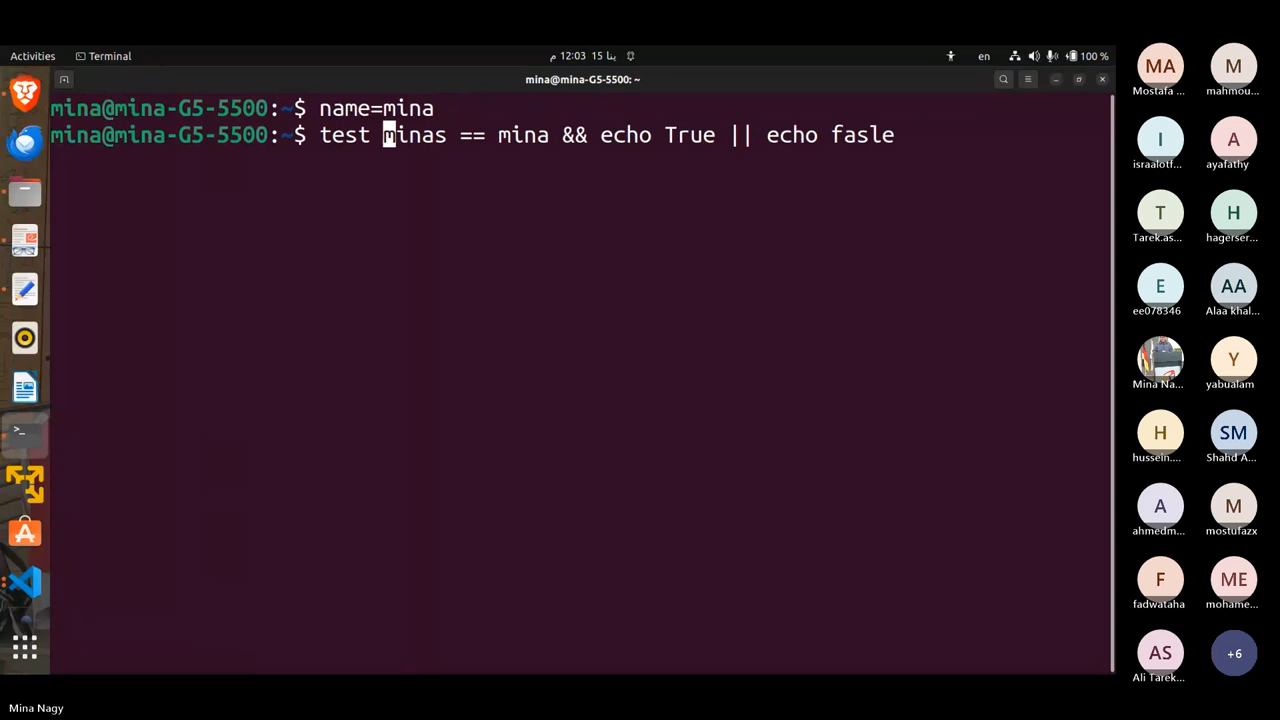 Activities
Terminal
12:03 15 ينا م
en
100 %
mina@mina-G5-5500: ~
mina@mina-G5-5500:~$ name=mina
mina@mina-G5-5500:~$ test minas == mina && echo True || echo fasle
MA
Mostafa ...
M
mahmou...
I
israalotf...
A
ayafathy
T
Tarek.as...
H
hagerser...
E
ee078346
AA
Alaa khal...
Mina Na...
Y
yabualam
H
hussein....
SM
Shahd A...
A
ahmedm...
M
mostufazx
F
fadwataha
ME
mohame...
AS
Ali Tarek...
+6
Mina Nagy